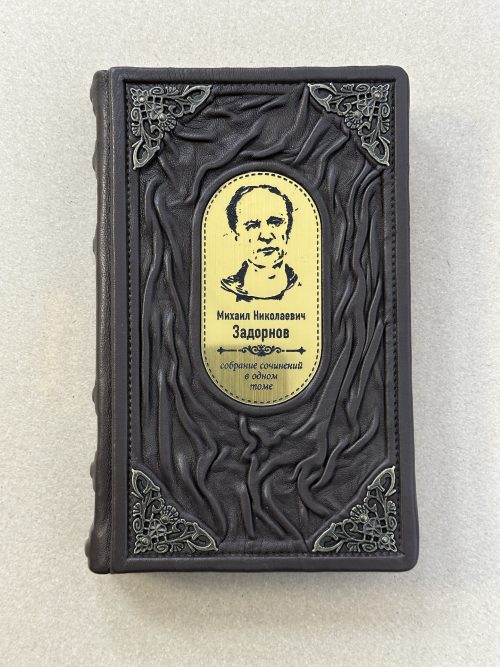 Михаил Николаевич
Задорнов
собрание сочинений
в одном
томе